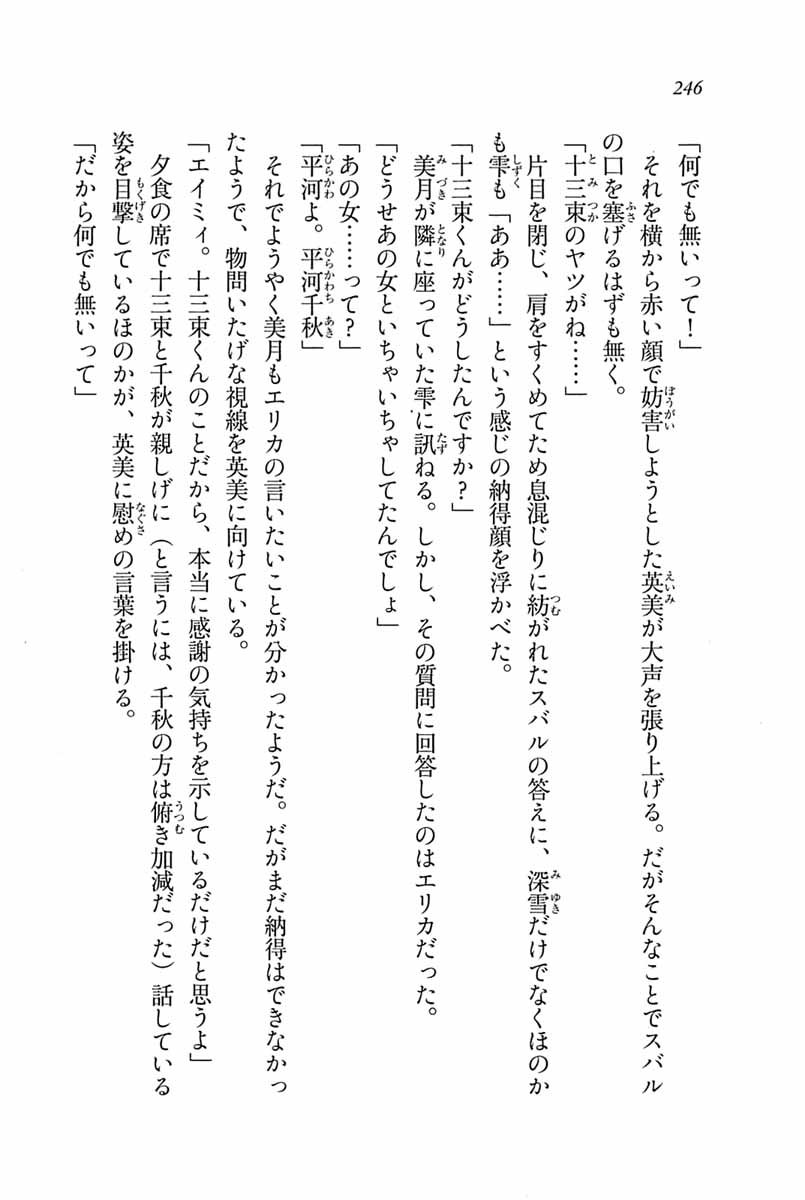 246
「何でも無いって！」
　それを横から赤い顔で妨害しようとした英美が大声を張り上げる。だがそんなことでスバル
の口を塞げるはずも無く。
「十三束のヤツがね……」
　片目を閉じ、肩をすくめてため息混じりに紡がれたスバルの答えに、深雪だけでなくほのか
も雫も「ああ……」という感じの納得顔を浮かべた。
「十三束くんがどうしたんですか？」
　美月が隣に座っていた雫に訊ねる。しかし、その質問に回答したのはエリカだった。
「どうせあの女といちゃいちゃしてたんでしょ」
「あの女……って？」
「平河よ。平河千秋」
　それでようやく美月もエリカの言いたいことが分かったようだ。だがまだ納得はできなかっ
たようで、物問いたげな視線を英美に向けている。
「エイミィ。十三束くんのことだから、本当に感謝の気持ちを示しているだけだと思うよ」
　夕食の席で十三束と千秋が親しげに（と言うには、千秋の方は俯き加減だった）話している
姿を目撃しているほのかが、英美に慰めの言葉を掛ける。
「だから何でも無いって」